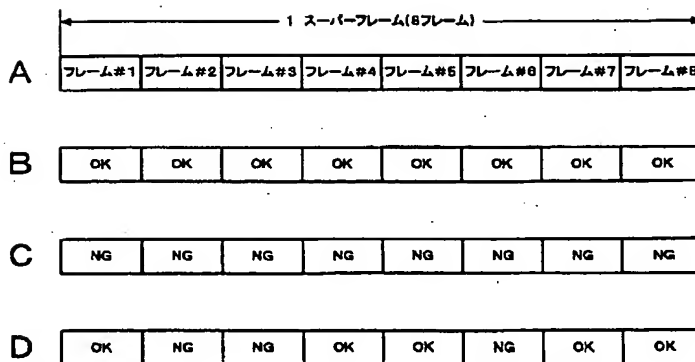 1 スーパーフレーム(8フレーム)
A フレーム#1 フレーム#2 フレーム#3 フレーム#4 フレーム#5 フレーム#6 フレーム#7 フレーム#8
B OK OK OK OK OK OK OK OK
C NG NG NG NG NG NG NG NG
D OK NG NG OK OK NG OK OK